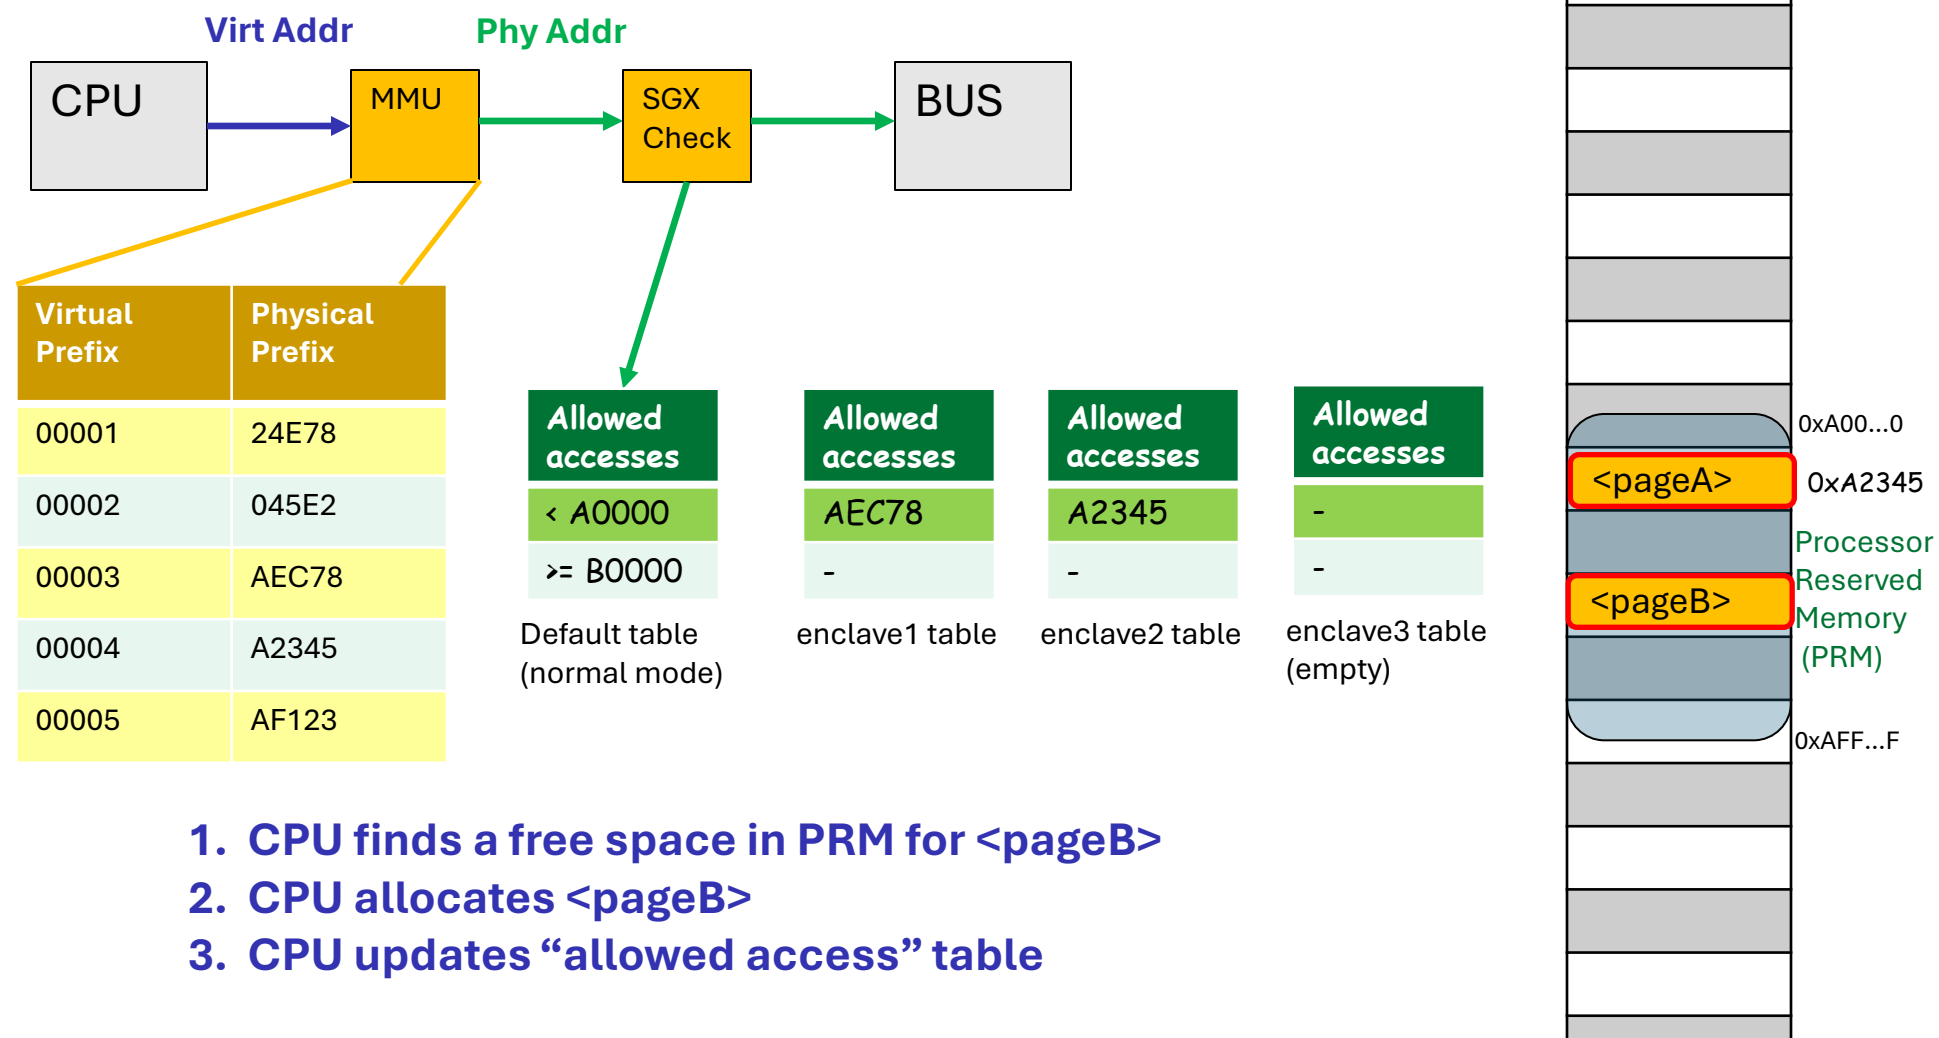 Virt Addr
Phy Addr
CPU
MMU
SGX
Check
BUS
Virtual
Prefix
Physical
Prefix
00001
24E78
00002
045E2
00003
AEC78
00004
A2345
00005
AF123
Allowed
accesses
< A0000
>= B0000
Default table
(normal mode)
Allowed
accesses
AEC78
-
enclave1 table
Allowed
accesses
A2345
-
enclave2 table
Allowed
accesses
-
-
enclave3 table
(empty)
0xA00...0
<pageA>
0xA2345
Processor
Reserved
Memory
(PRM)
<pageB>
0xAFF...F
1. CPU finds a free space in PRM for <pageB>
2. CPU allocates <pageB>
3. CPU updates “allowed access” table